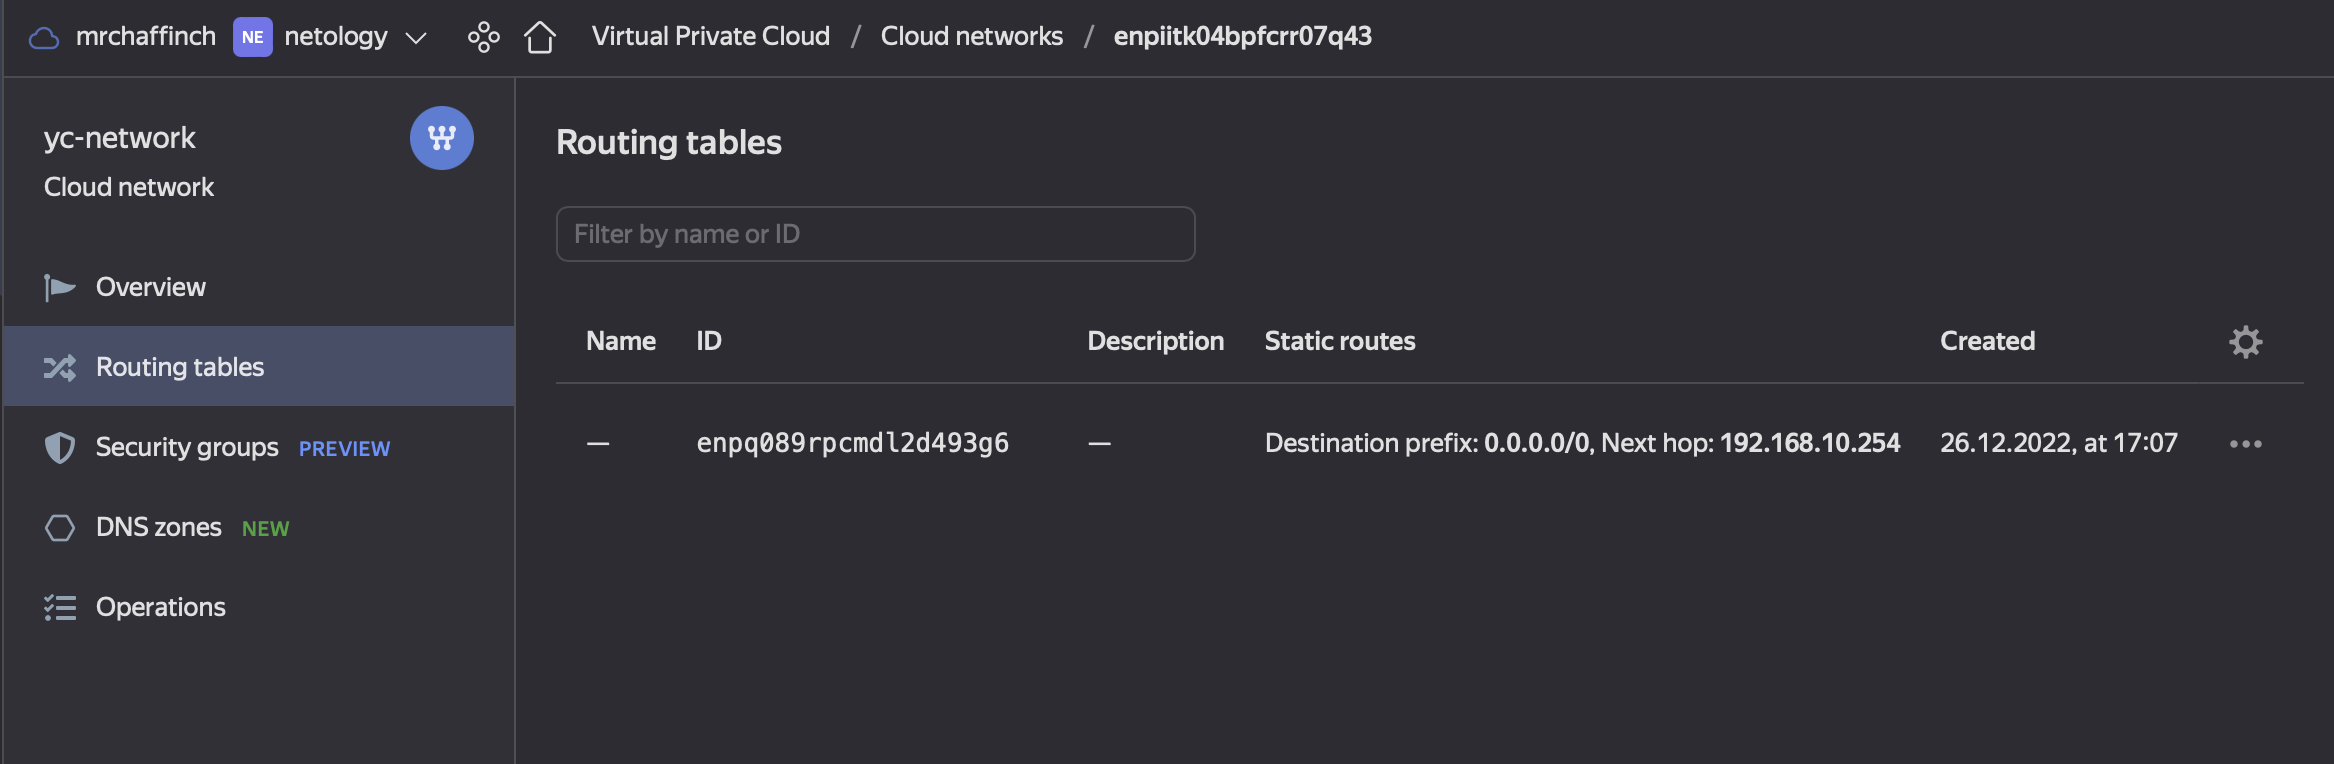 mrchaffinch NE netology Virtual Private Cloud / Cloud networks / enpiitk04bpfcrr07q43
yc-network
Cloud network
Overview
Routing tables
Security groups PREVIEW
DNS zones NEW
Operations
Routing tables
Filter by name or ID
Name ID Description Static routes Created
— enpq089rpcmdl2d493g6 — Destination prefix: 0.0.0.0/0, Next hop: 192.168.10.254 26.12.2022, at 17:07